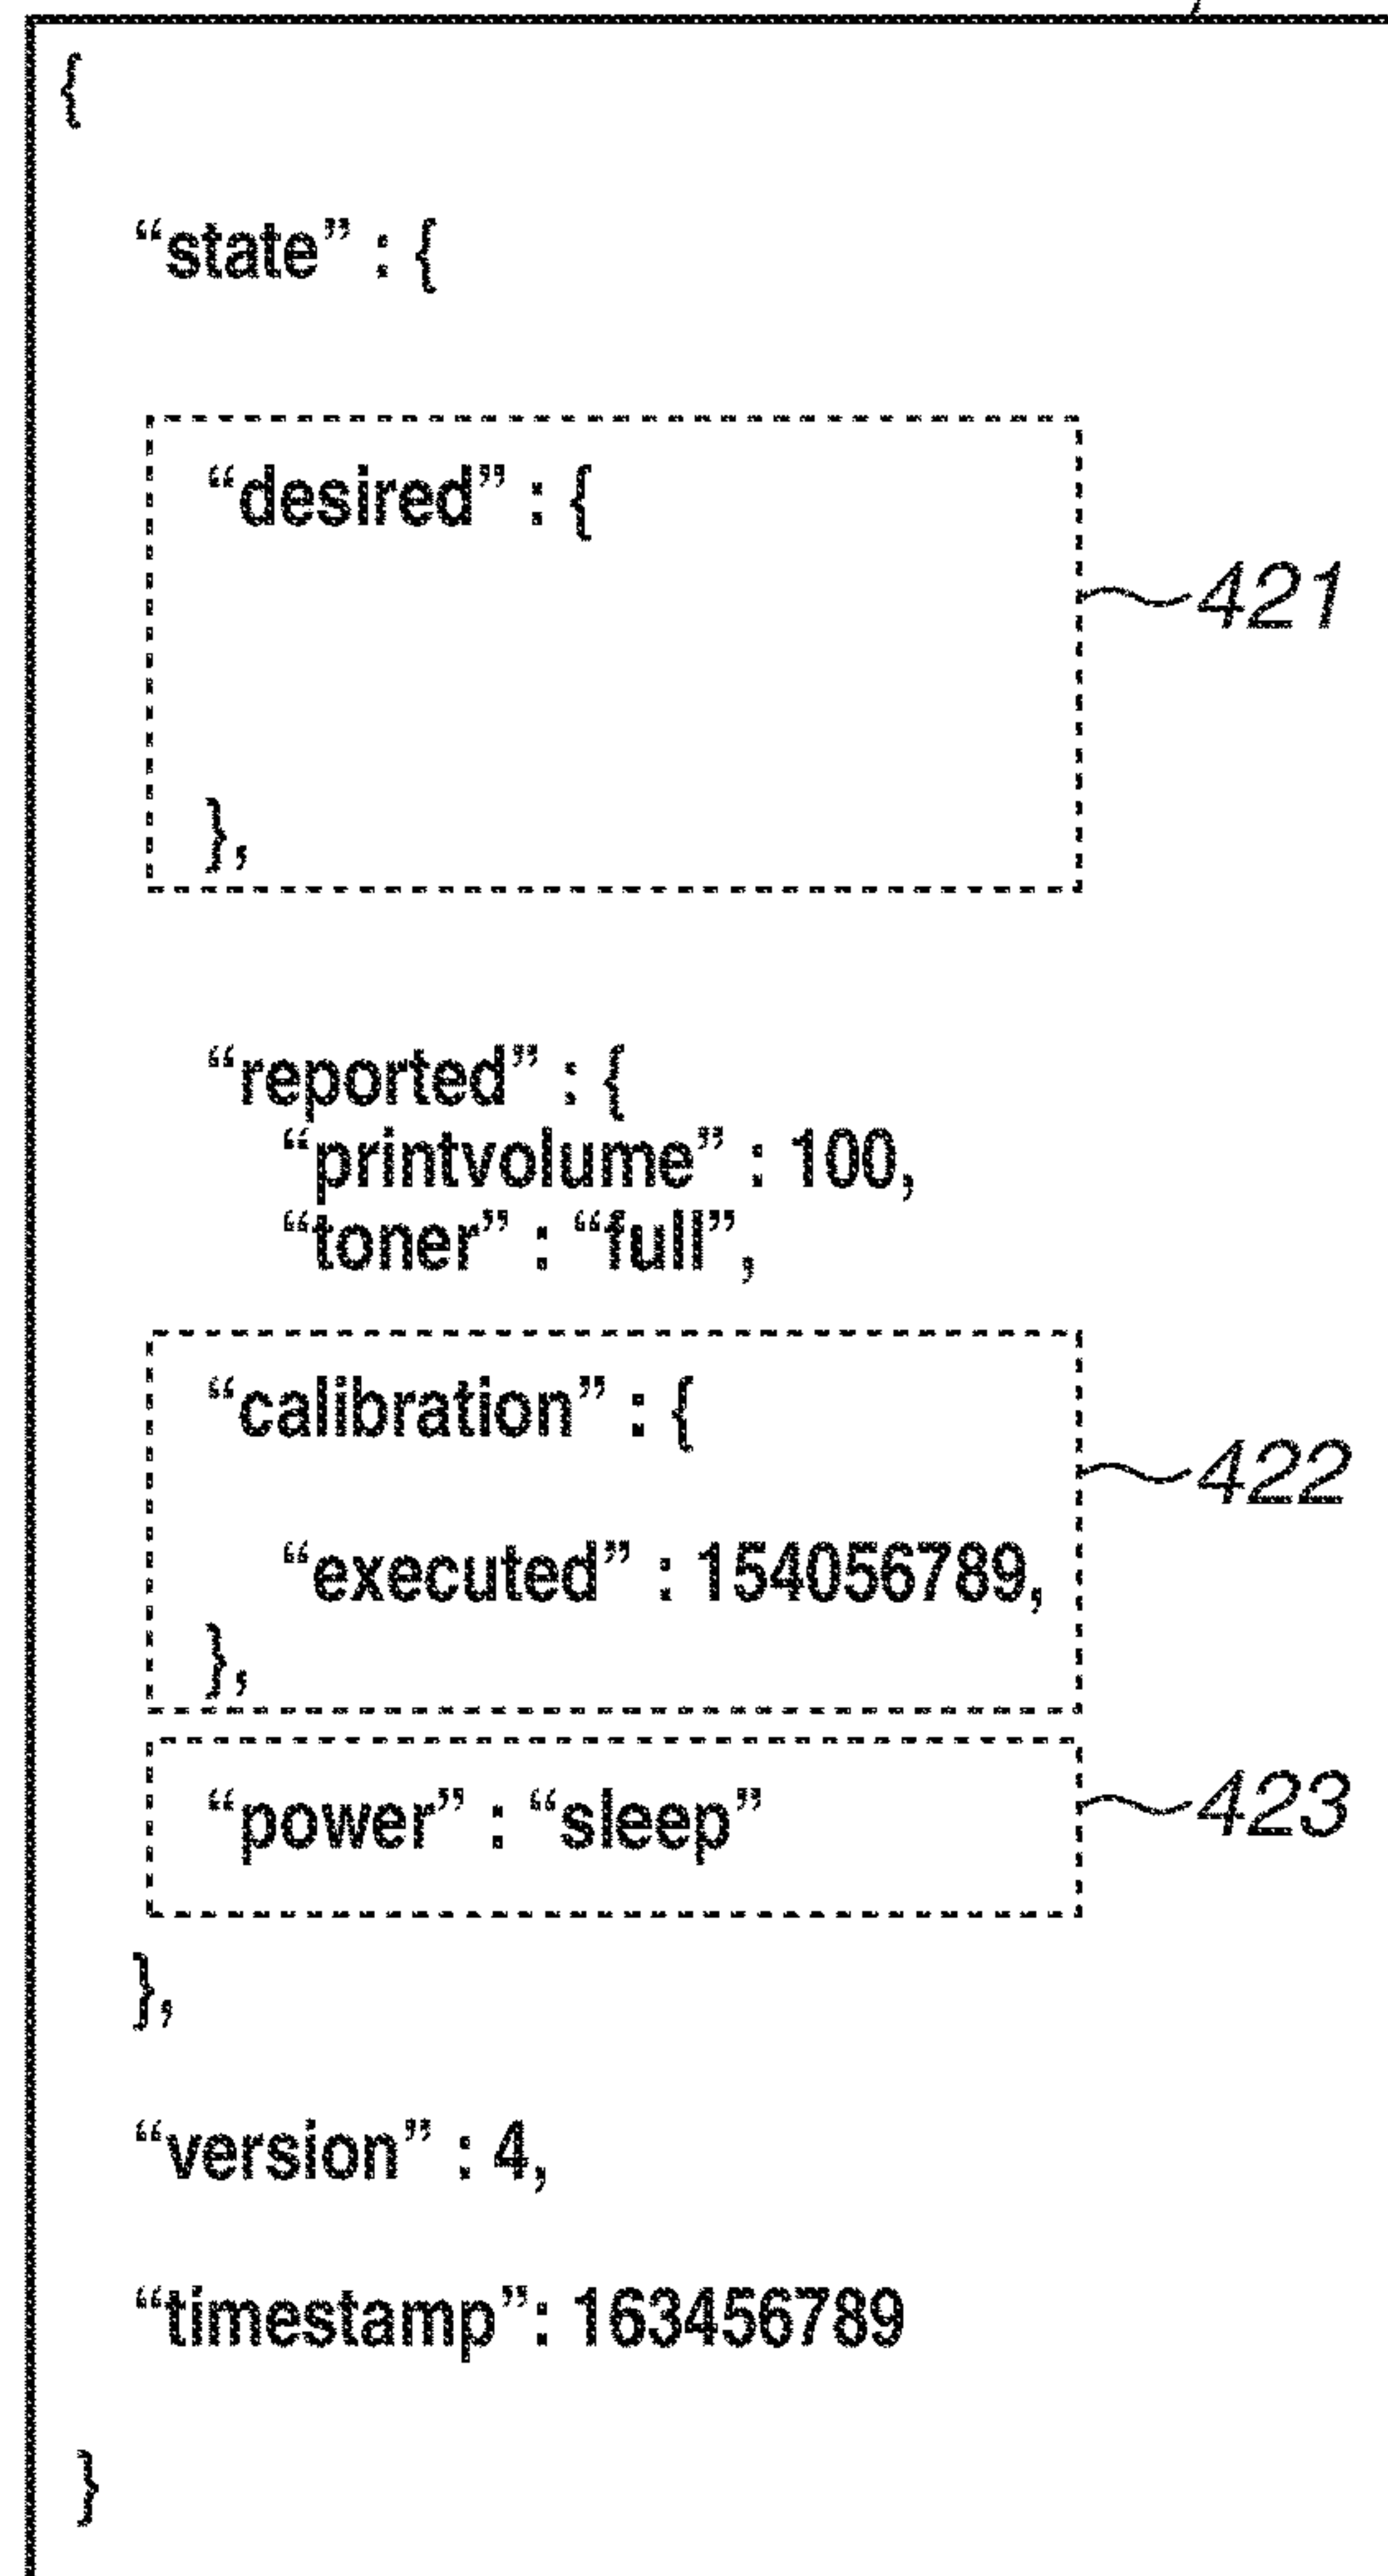 {
“state” : {
“desired” : {
421
},
“reported” : {
“printvolume” : 100,
“toner” : “full”,
“calibration” : {
422
“executed” : 154056789,
},
“power” : “sleep”
423
},
“version” : 4,
“timestamp”: 163456789
}